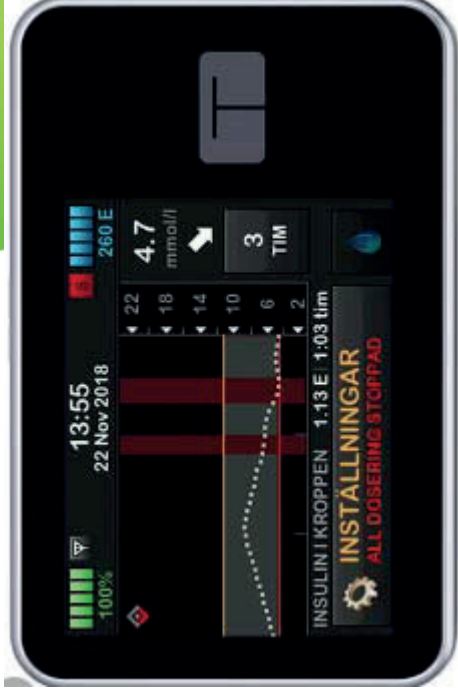 100%
13:55
22 Nov 2018
S
260 E
22
18
14
10
6
2
4.7
mmol/l
3
TIM
INSULIN I KROPPEN 1.13 E 1:03 tim
INSTÄLLNINGAR
ALL DOSERING STOPPAD